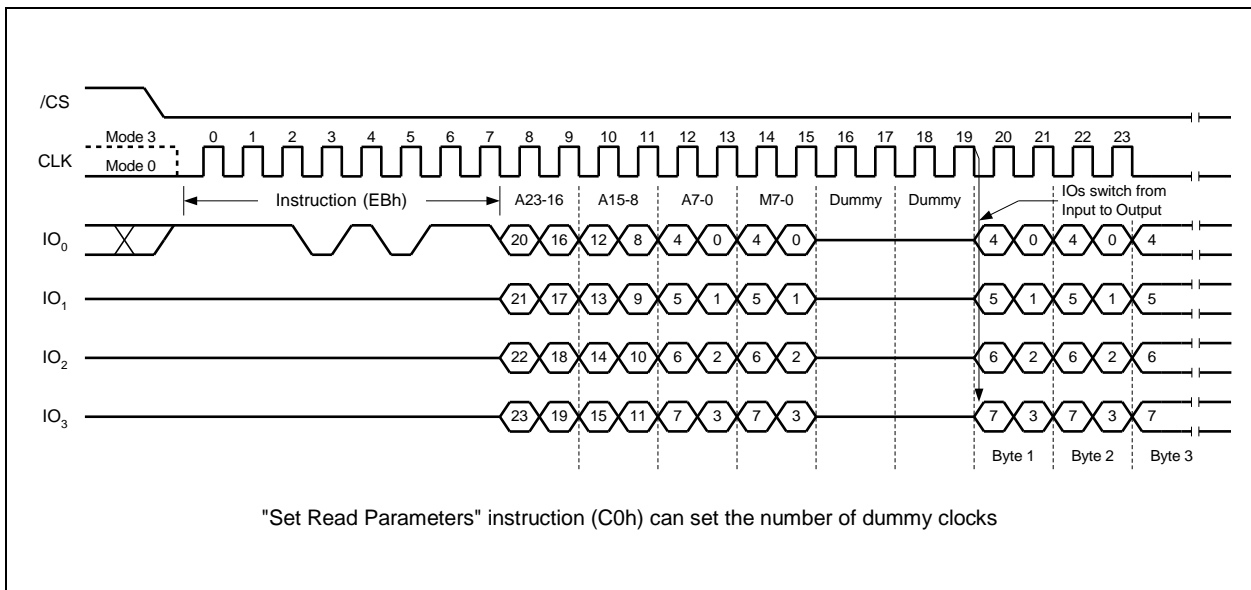 /CS
Mode 3 0 1 2 3 4 5 6 7 8 9 10 11 12 13 14 15 16 17 18 19 20 21 22 23
CLK Mode 0
Instruction (EBh) A23-16 A15-8 A7-0 M7-0 Dummy Dummy IOs switch from
Input to Output
IO0 20 16 12 8 4 0 4 0 4 0 4 0 4
IO1 21 17 13 9 5 1 5 1 5 1 5 1 5
IO2 22 18 14 10 6 2 6 2 6 2 6 2 6
IO3 23 19 15 11 7 3 7 3 7 3 7 3 7
Byte 1 Byte 2 Byte 3
"Set Read Parameters" instruction (C0h) can set the number of dummy clocks